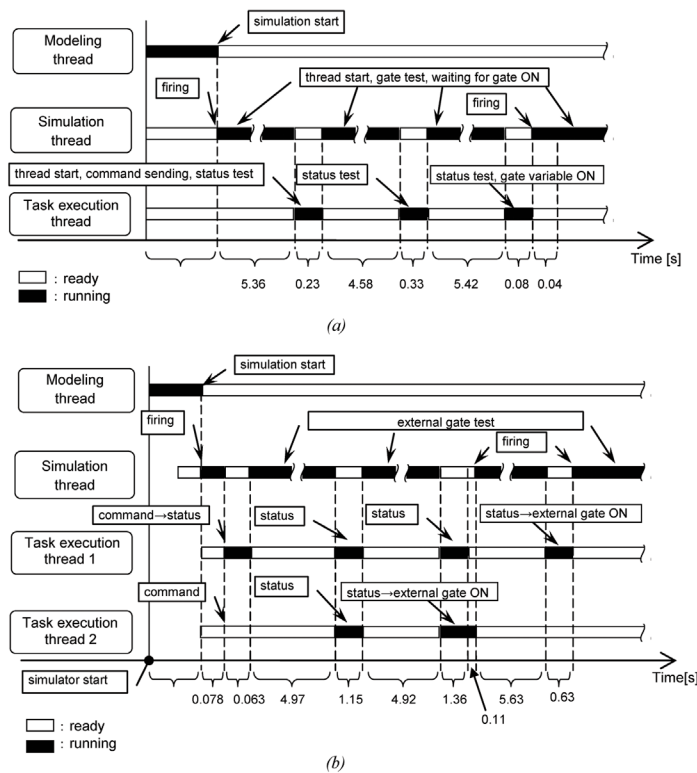 simulation start
Modeling
thread
firing
thread start, gate test, waiting for gate ON
firing
Simulation
thread
thread start, command sending, status test
status test
status test, gate variable ON
Task execution
thread
Time [s]
5.36 0.23 4.58 0.33 5.42 0.08 0.04
: ready
: running
(a)
simulation start
Modeling
thread
firing
external gate test
firing
Simulation
thread
command→status
status
status
status→external gate ON
Task execution
thread 1
command
status
status→external gate ON
Task execution
thread 2
simulator start
Time[s]
0.078 0.063 4.97 1.15 4.92 1.36 5.63 0.63
0.11
: ready
: running
(b)